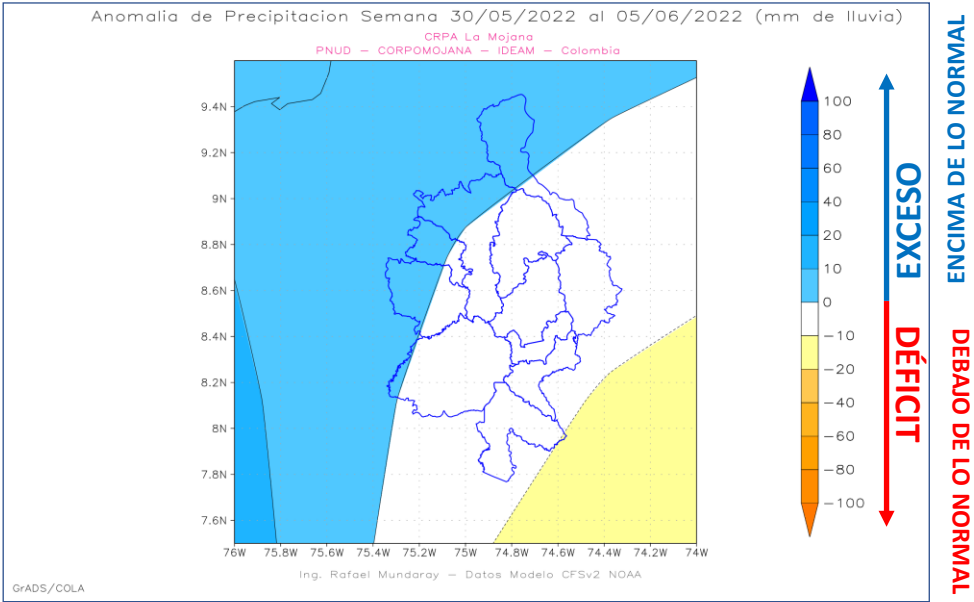 Anomalia de Precipitacion Semana 30/05/2022 al 05/06/2022 (mm de lluvia)
CRPA La Mojana
PNUD – CORPOMOJANA – IDEAM – Colombia
9.4N
9.2N
9N
8.8N
8.6N
8.4N
8.2N
8N
7.8N
7.6N
76W 75.8W 75.6W 75.4W 75.2W 75W 74.8W 74.6W 74.4W 74.2W 74W
Ing. Rafael Mundaray – Datos Modelo CFSv2 NOAA
GrADS/COLA
100
80
60
40
20
10
0
−10
−20
−40
−60
−80
−100
EXCESO
DÉFICIT
ENCIMA DE LO NORMAL
DEBAJO DE LO NORMAL